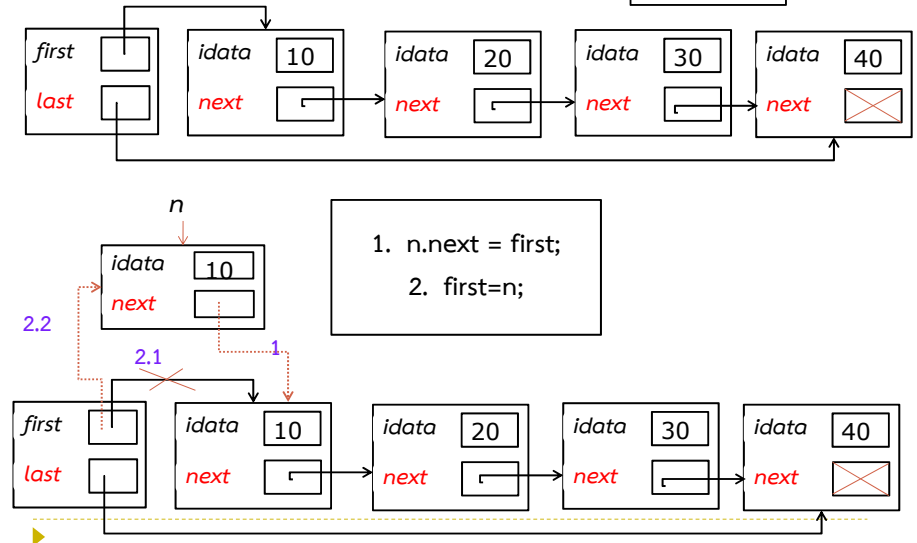 first
last
idata 10
next
idata 20
next
idata 30
next
idata 40
next
n
idata 10
next
1. n.next = first;
2. first=n;
2.2
2.1
1
first
last
idata 10
next
idata 20
next
idata 30
next
idata 40
next